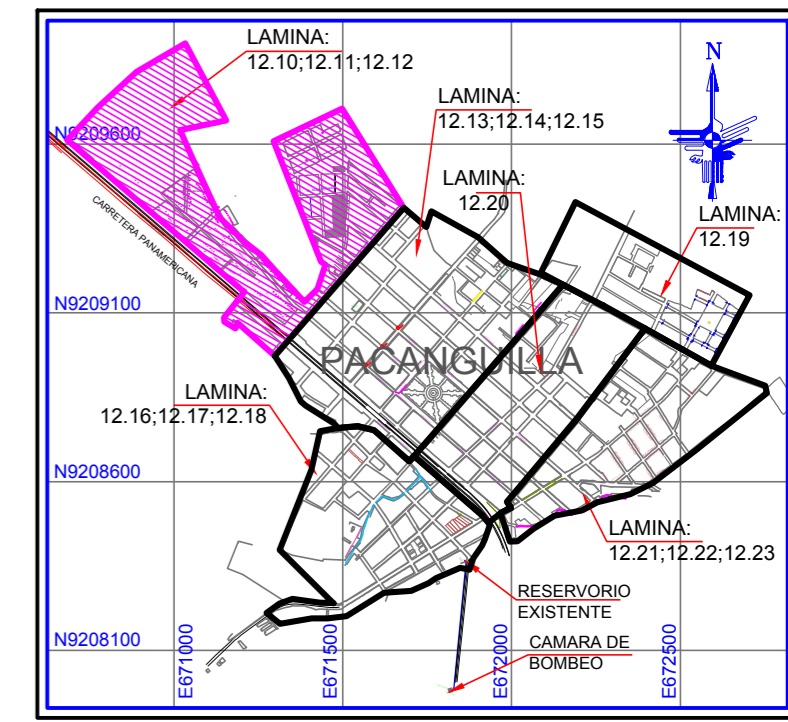 LAMINA:
12.10;12.11;12.12
N
LAMINA:
12.13;12.14;12.15
N9209600
LAMINA:
12.20
LAMINA:
12.19
CARRETERA PANAMERICANA
N9209100
PACANGUILLA
LAMINA:
12.16;12.17;12.18
N9208600
LAMINA:
12.21;12.22;12.23
RESERVORIO
EXISTENTE
N9208100
E671000
E671500
E672000
E672500
CAMARA DE
BOMBEO